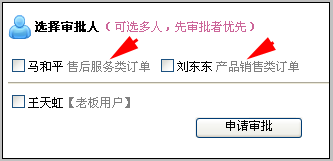 选择审批人（可选多人，先审批者优先）
马和平 售后服务类订单 刘东东 产品销售类订单
王天虹【老板用户】
申请审批